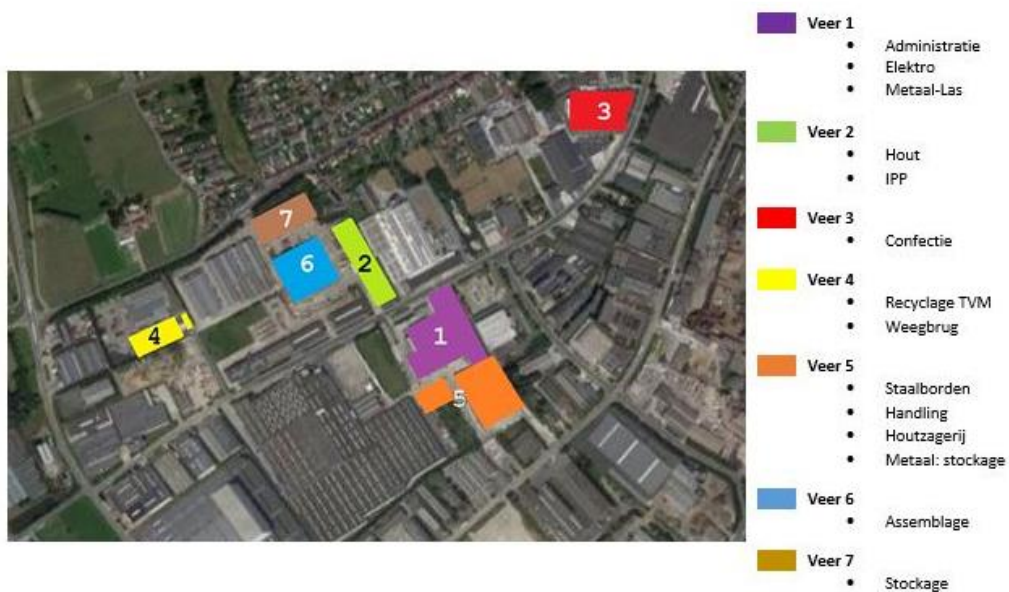 3
7
6
2
4
1
5
Veer 1
• Administratie
• Elektro
• Metaal-Las
Veer 2
• Hout
• IPP
Veer 3
• Confectie
Veer 4
• Recyclage TVM
• Weegbrug
Veer 5
• Staalborden
• Handling
• Houtzagerij
• Metaal: stockage
Veer 6
• Assemblage
Veer 7
• Stockage